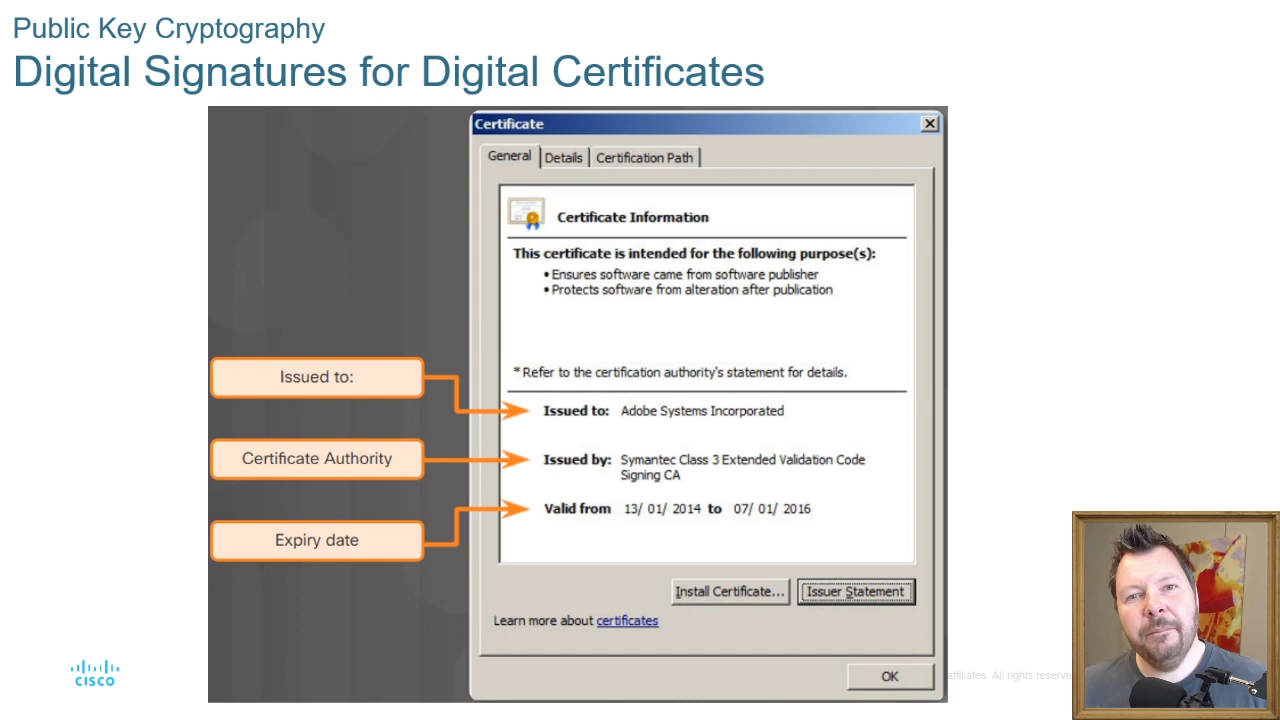 Public Key Cryptography
Digital Signatures for Digital Certificates
Certificate
General Details Certification Path
Certificate Information
This certificate is intended for the following purpose(s):
• Ensures software came from software publisher
• Protects software from alteration after publication
* Refer to the certification authority's statement for details.
Issued to:
Issued to: Adobe Systems Incorporated
Certificate Authority
Issued by: Symantec Class 3 Extended Validation Code
Signing CA
Valid from 13/ 01/ 2014 to 07/ 01/ 2016
Expiry date
Install Certificate... Issuer Statement
Learn more about certificates
OK
CISCO
affiliates. All rights reserve